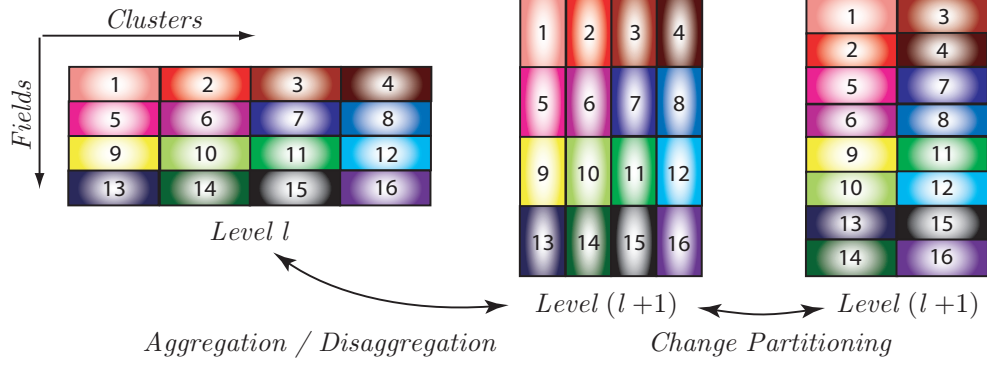 Clusters
Fields
1 2 3 4
5 6 7 8
9 10 11 12
13 14 15 16
Level l
1 2 3 4
5 6 7 8
9 10 11 12
13 14 15 16
Level (l+1)
1 3
2 4
5 7
6 8
9 11
10 12
13 15
14 16
Level (l+1)
Aggregation / Disaggregation
Change Partitioning